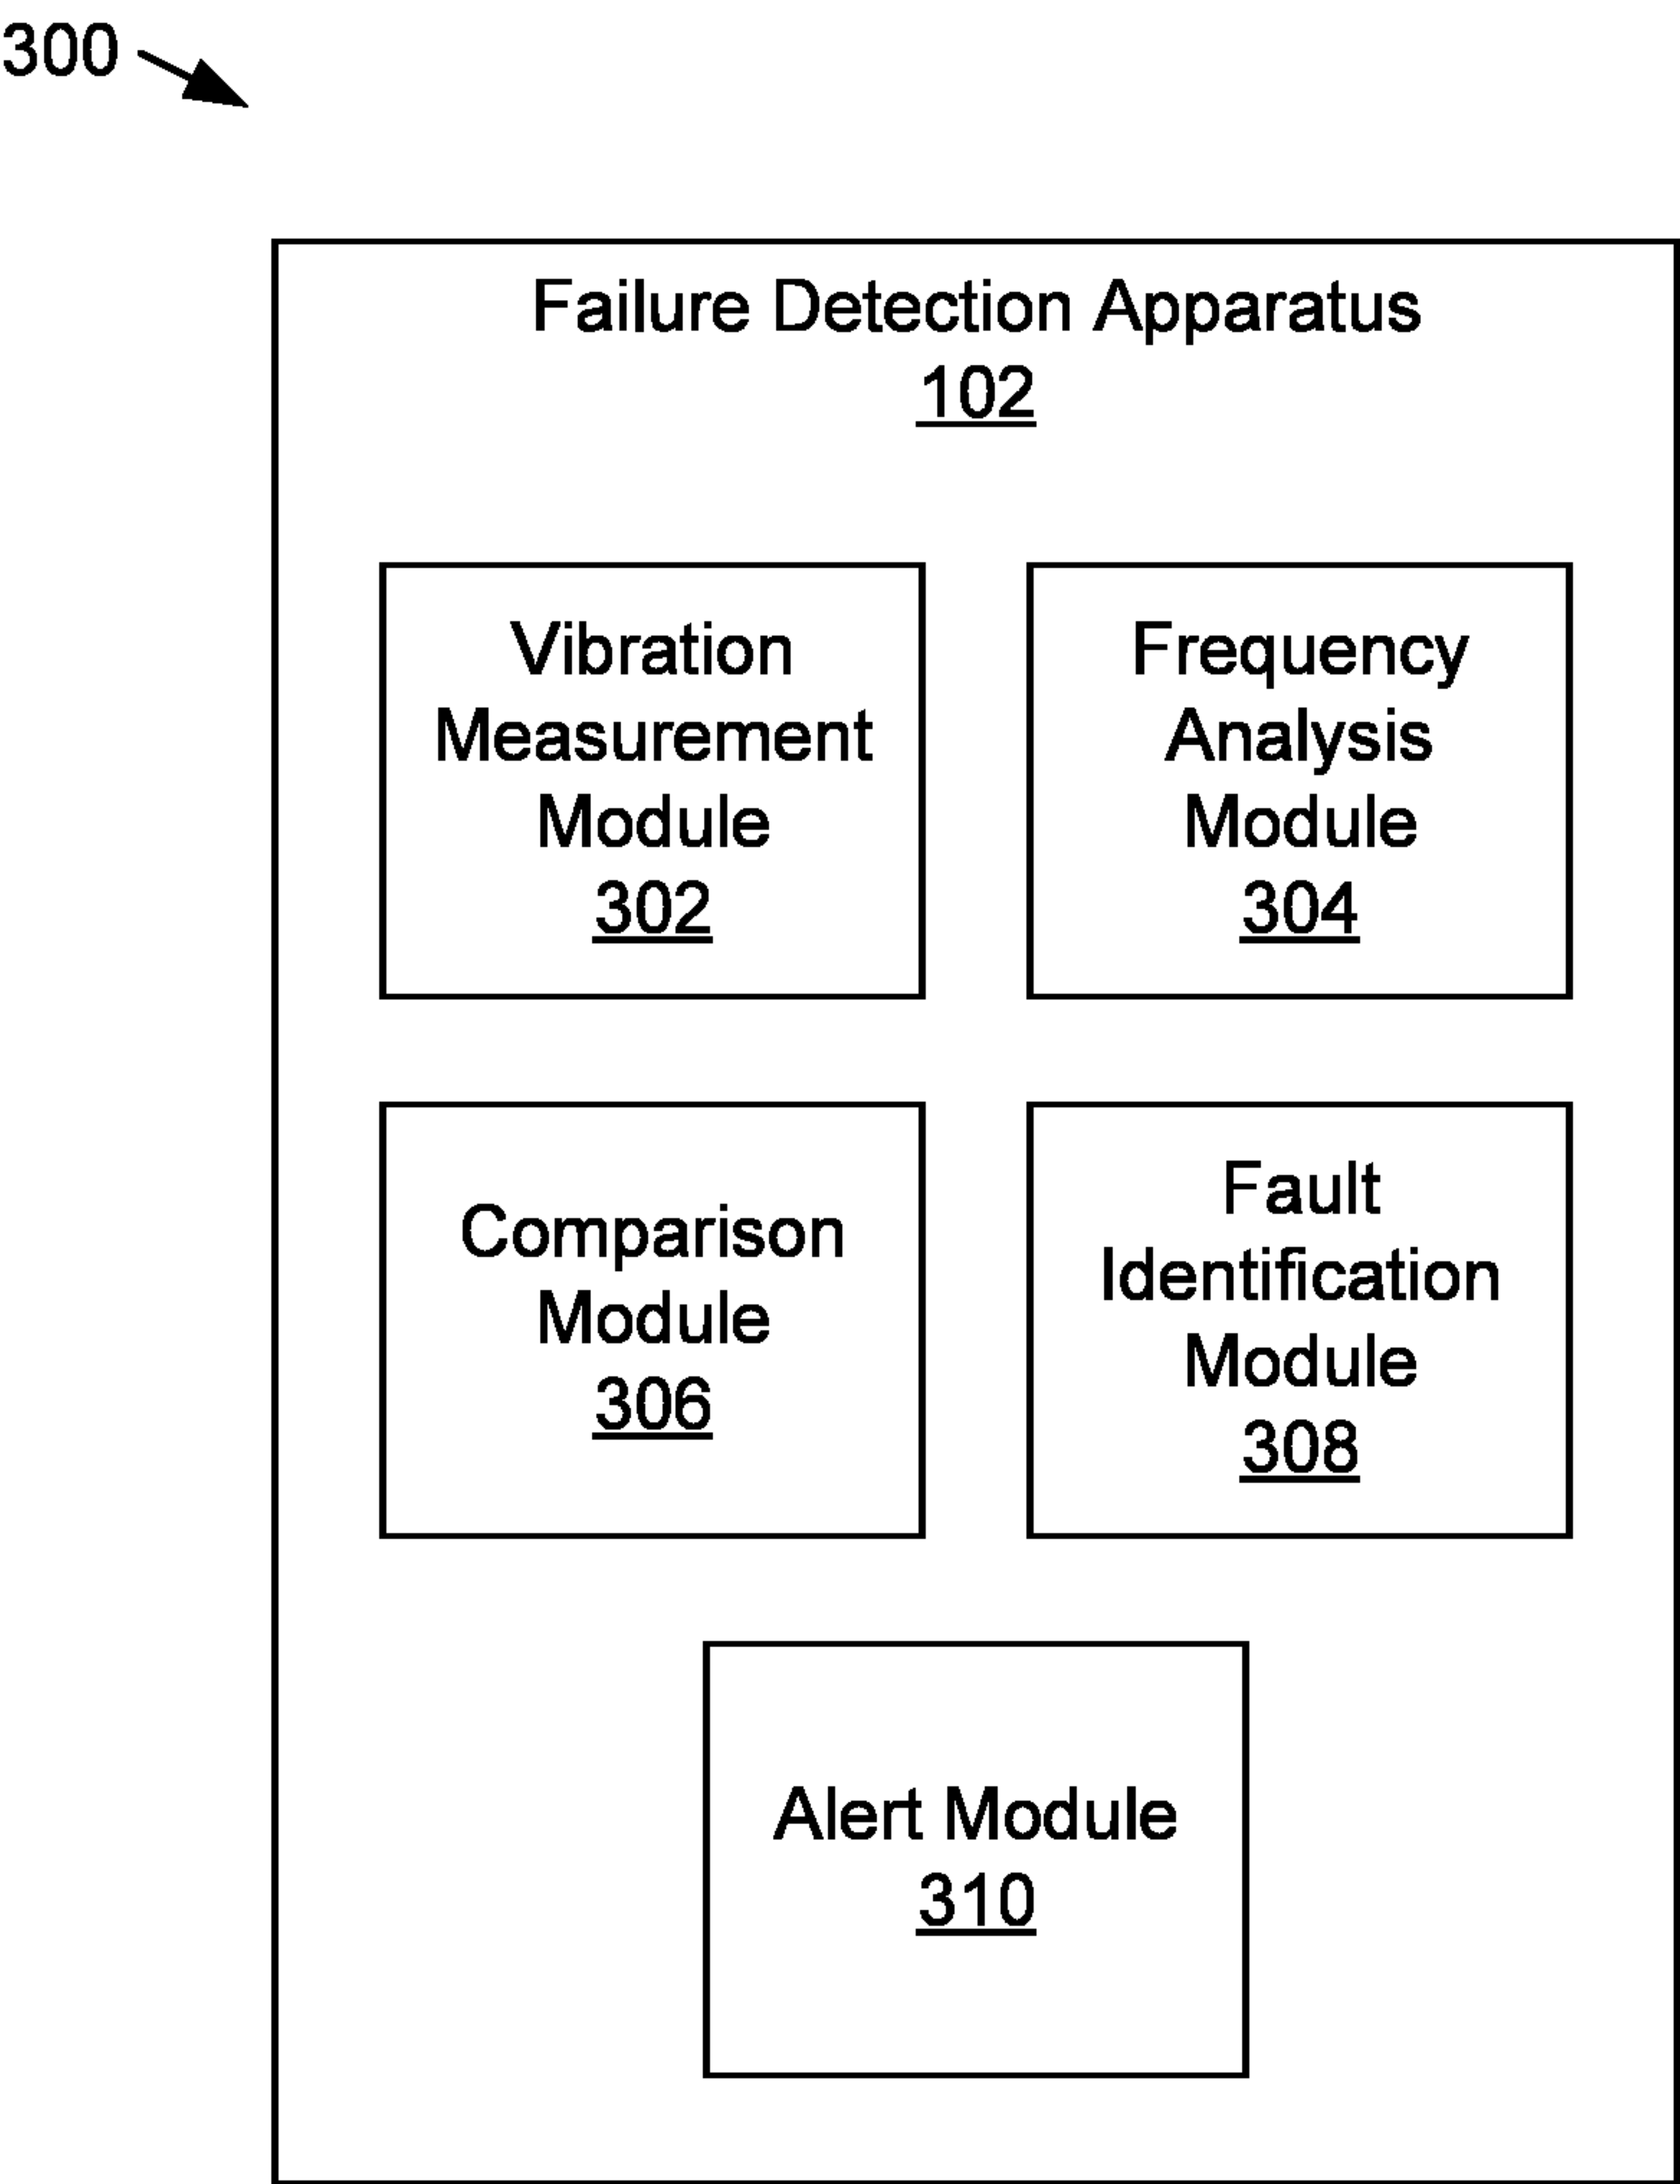 300
Failure Detection Apparatus
102
Vibration
Measurement
Module
302
Frequency
Analysis
Module
304
Comparison
Module
306
Fault
Identification
Module
308
Alert Module
310